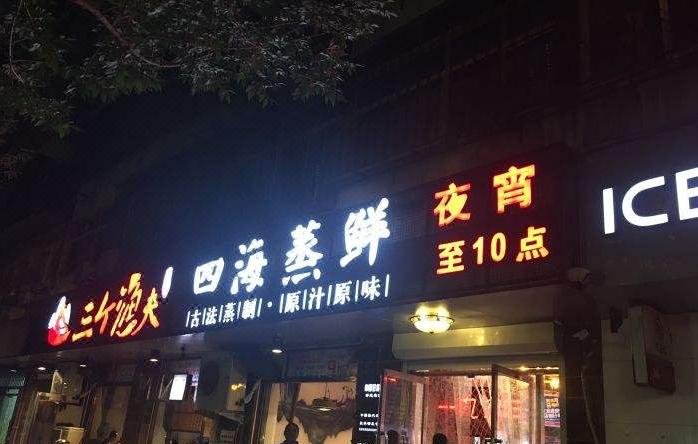 三个渔夫
四海蒸鲜
古法蒸制·原汁原味
夜宵
至10点
ICE